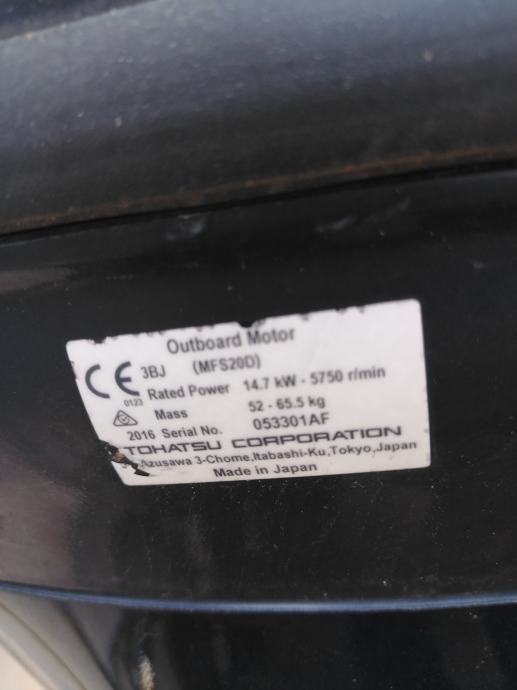 Outboard Motor
CE 3BJ (MFS20D)
0123 Rated Power 14.7 kW - 5750 r/min
Mass 52 - 65.5 kg
2016 Serial No. 053301AF
TOHATSU CORPORATION
Azusawa 3-Chome,Itabashi-Ku,Tokyo,Japan
Made in Japan